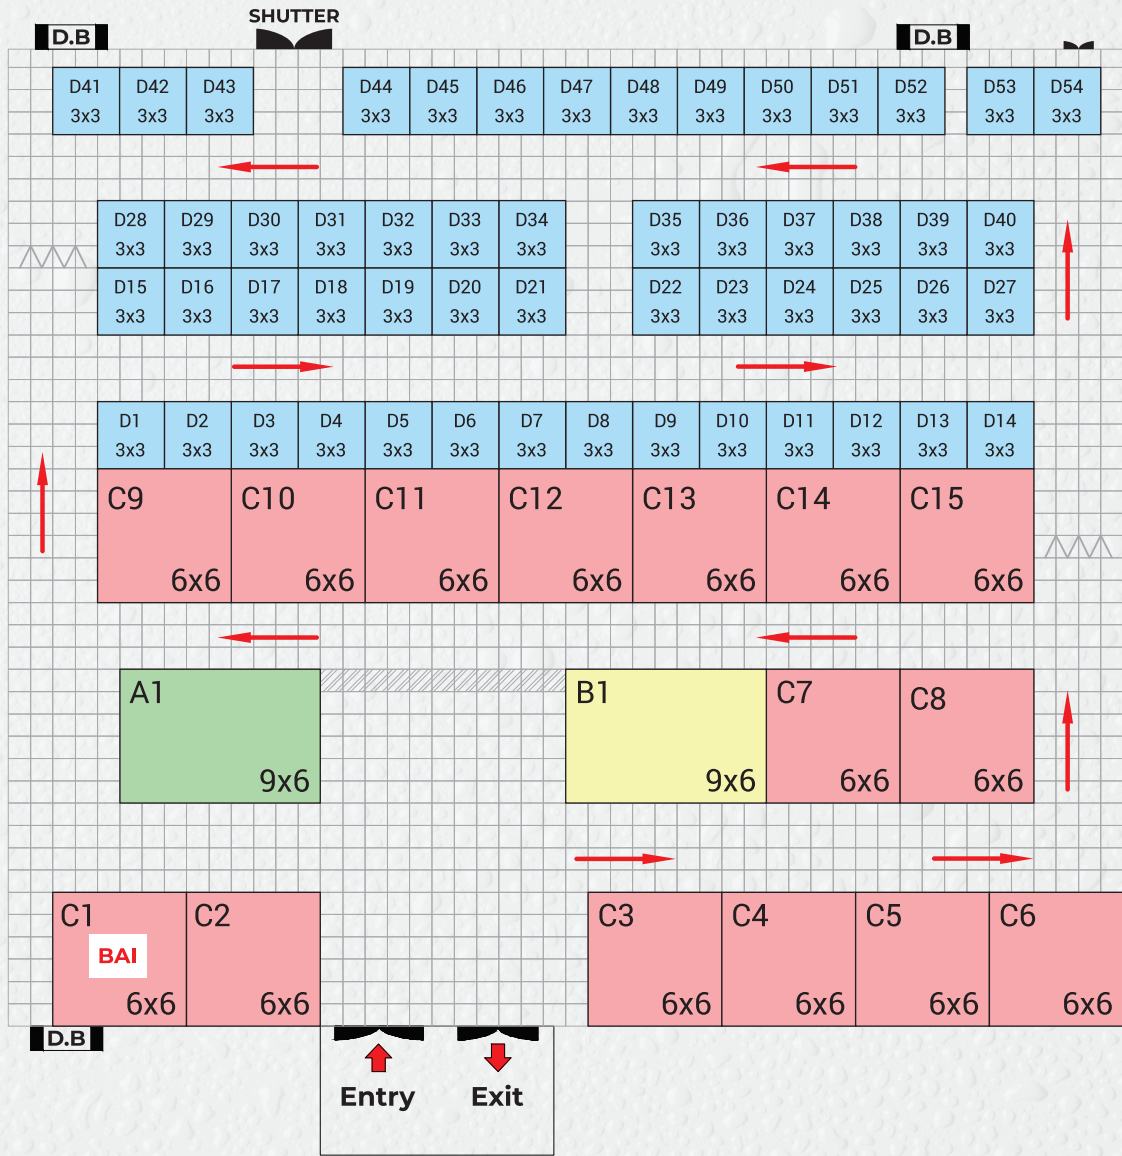 SHUTTER
D.B
D.B
D41 D42 D43 D44 D45 D46 D47 D48 D49 D50 D51 D52 D53 D54
3x3 3x3 3x3 3x3 3x3 3x3 3x3 3x3 3x3 3x3 3x3 3x3 3x3 3x3
D28 D29 D30 D31 D32 D33 D34 D35 D36 D37 D38 D39 D40
3x3 3x3 3x3 3x3 3x3 3x3 3x3 3x3 3x3 3x3 3x3 3x3 3x3
D15 D16 D17 D18 D19 D20 D21 D22 D23 D24 D25 D26 D27
3x3 3x3 3x3 3x3 3x3 3x3 3x3 3x3 3x3 3x3 3x3 3x3 3x3
D1 D2 D3 D4 D5 D6 D7 D8 D9 D10 D11 D12 D13 D14
3x3 3x3 3x3 3x3 3x3 3x3 3x3 3x3 3x3 3x3 3x3 3x3 3x3 3x3
C9 C10 C11 C12 C13 C14 C15
6x6 6x6 6x6 6x6 6x6 6x6 6x6
A1 B1 C7 C8
9x6 9x6 6x6 6x6
C1 C2 C3 C4 C5 C6
BAI
6x6 6x6 6x6 6x6 6x6 6x6
D.B
Entry Exit